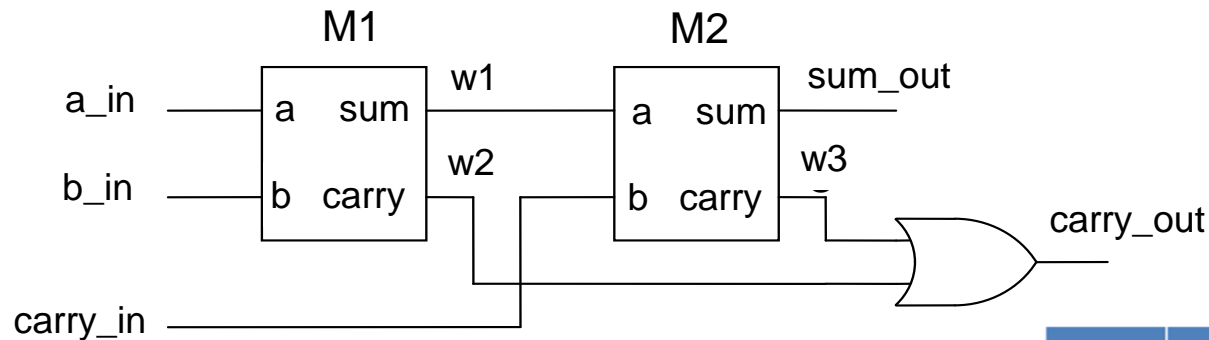 M1
M2
a_in
a
sum
w1
a
sum
sum_out
b_in
b
carry
w2
b
carry
w3
carry_out
carry_in